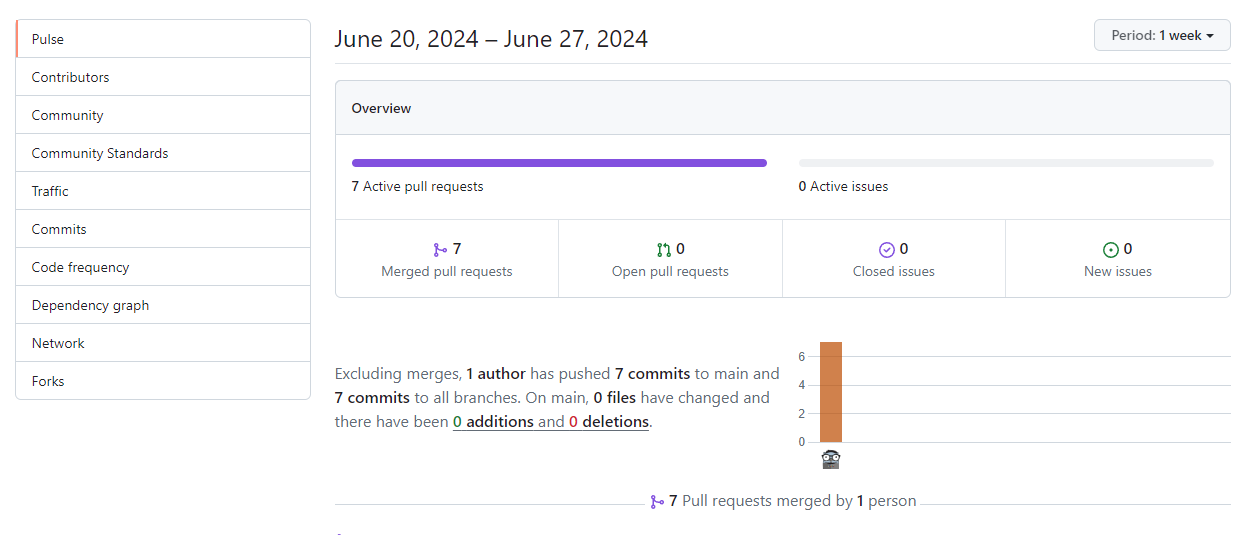 Pulse
Contributors
Community
Community Standards
Traffic
Commits
Code frequency
Dependency graph
Network
Forks
June 20, 2024 – June 27, 2024
Period: 1 week
Overview
7 Active pull requests
0 Active issues
7
Merged pull requests
0
Open pull requests
0
Closed issues
0
New issues
Excluding merges, 1 author has pushed 7 commits to main and
7 commits to all branches. On main, 0 files have changed and
there have been 0 additions and 0 deletions.
6
4
2
0
7 Pull requests merged by 1 person